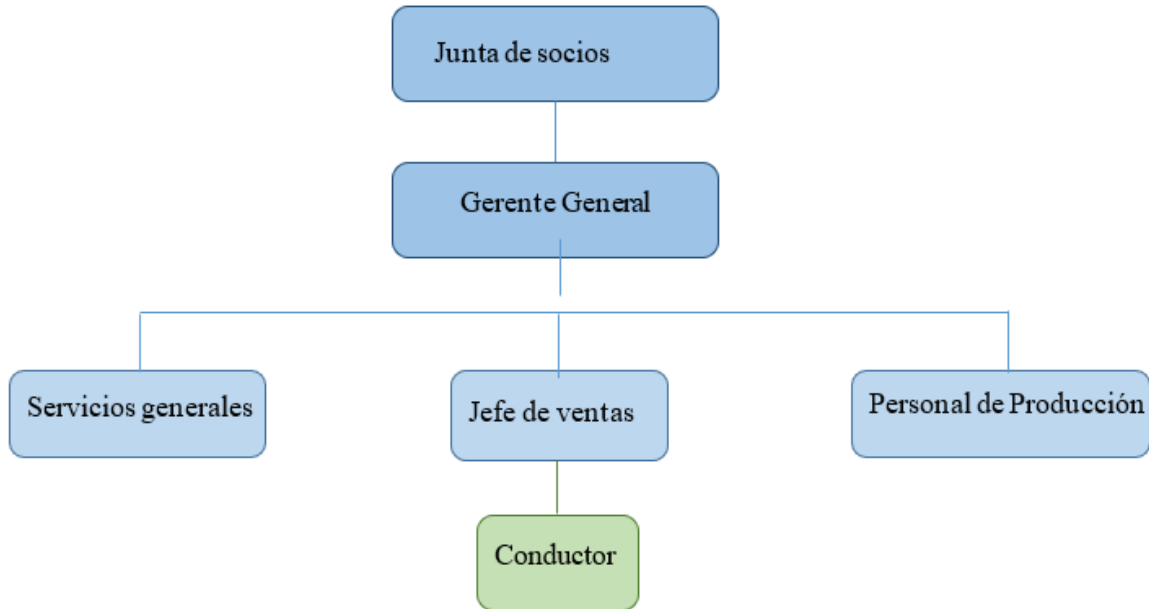 Junta de socios
Gerente General
Servicios generales
Jefe de ventas
Personal de Producción
Conductor